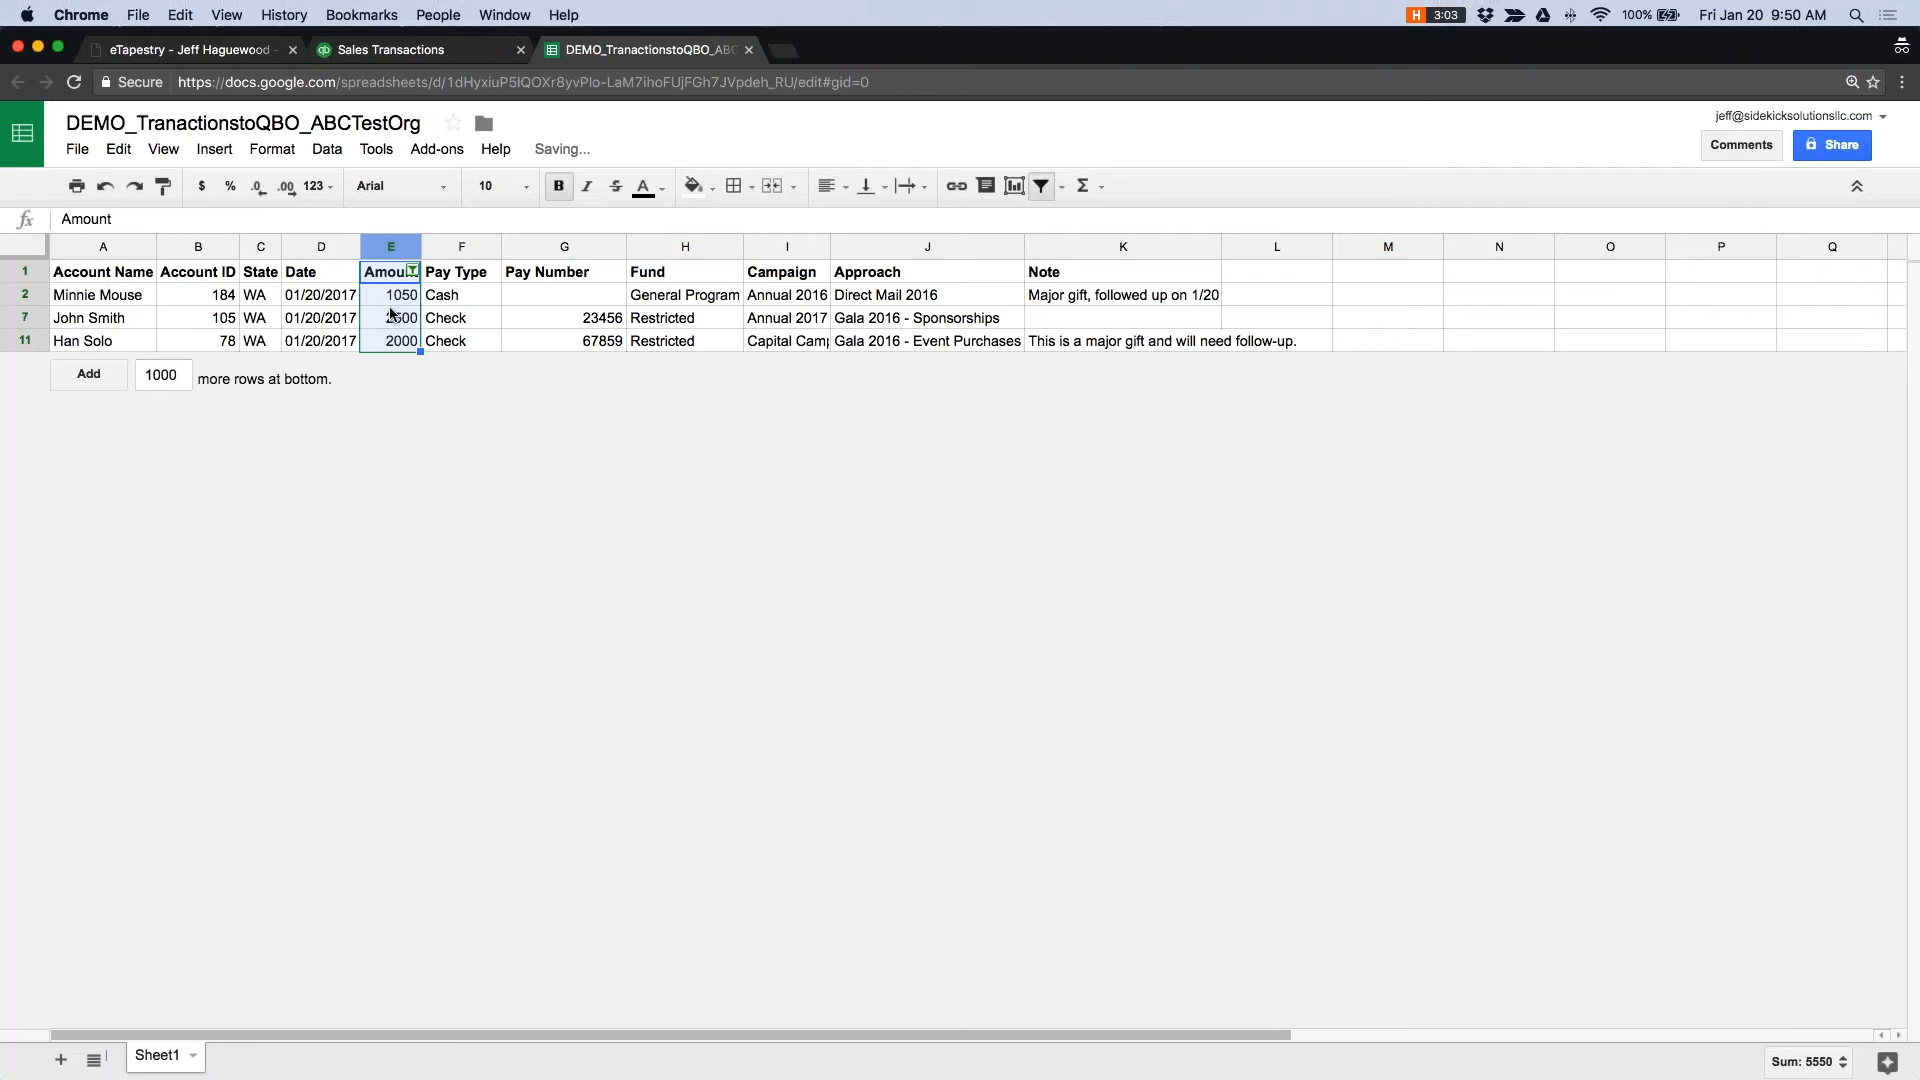 Chrome File Edit View History Bookmarks People Window Help H 3:03 100% Fri Jan 20 9:50 AM
eTapestry - Jeff Haguewood - qb Sales Transactions DEMO_TranactionstoQBO_ABC
Secure https://docs.google.com/spreadsheets/d/1dHyxiuP5lQOXr8yvPlo-LaM7ihoFUjFGh7JVpdeh_RU/edit#gid=0
DEMO_TranactionstoQBO_ABCTestOrg jeff@sidekicksolutionsllc.com
File Edit View Insert Format Data Tools Add-ons Help Saving... Comments Share
$ % .0 .00 123 Arial 10 B I S A Σ
fx Amount
A B C D E F G H I J K L M N O P Q
1 Account Name Account ID State Date Amou Pay Type Pay Number Fund Campaign Approach Note
2 Minnie Mouse 184 WA 01/20/2017 1050 Cash General Program Annual 2016 Direct Mail 2016 Major gift, followed up on 1/20
7 John Smith 105 WA 01/20/2017 Check 23456 Restricted Annual 2017 Gala 2016 - Sponsorships
11 Han Solo 78 WA 01/20/2017 2000 Check 67859 Restricted Capital Camp Gala 2016 - Event Purchases This is a major gift and will need follow-up.
Add 1000 more rows at bottom.
+ Sheet1 Sum: 5550